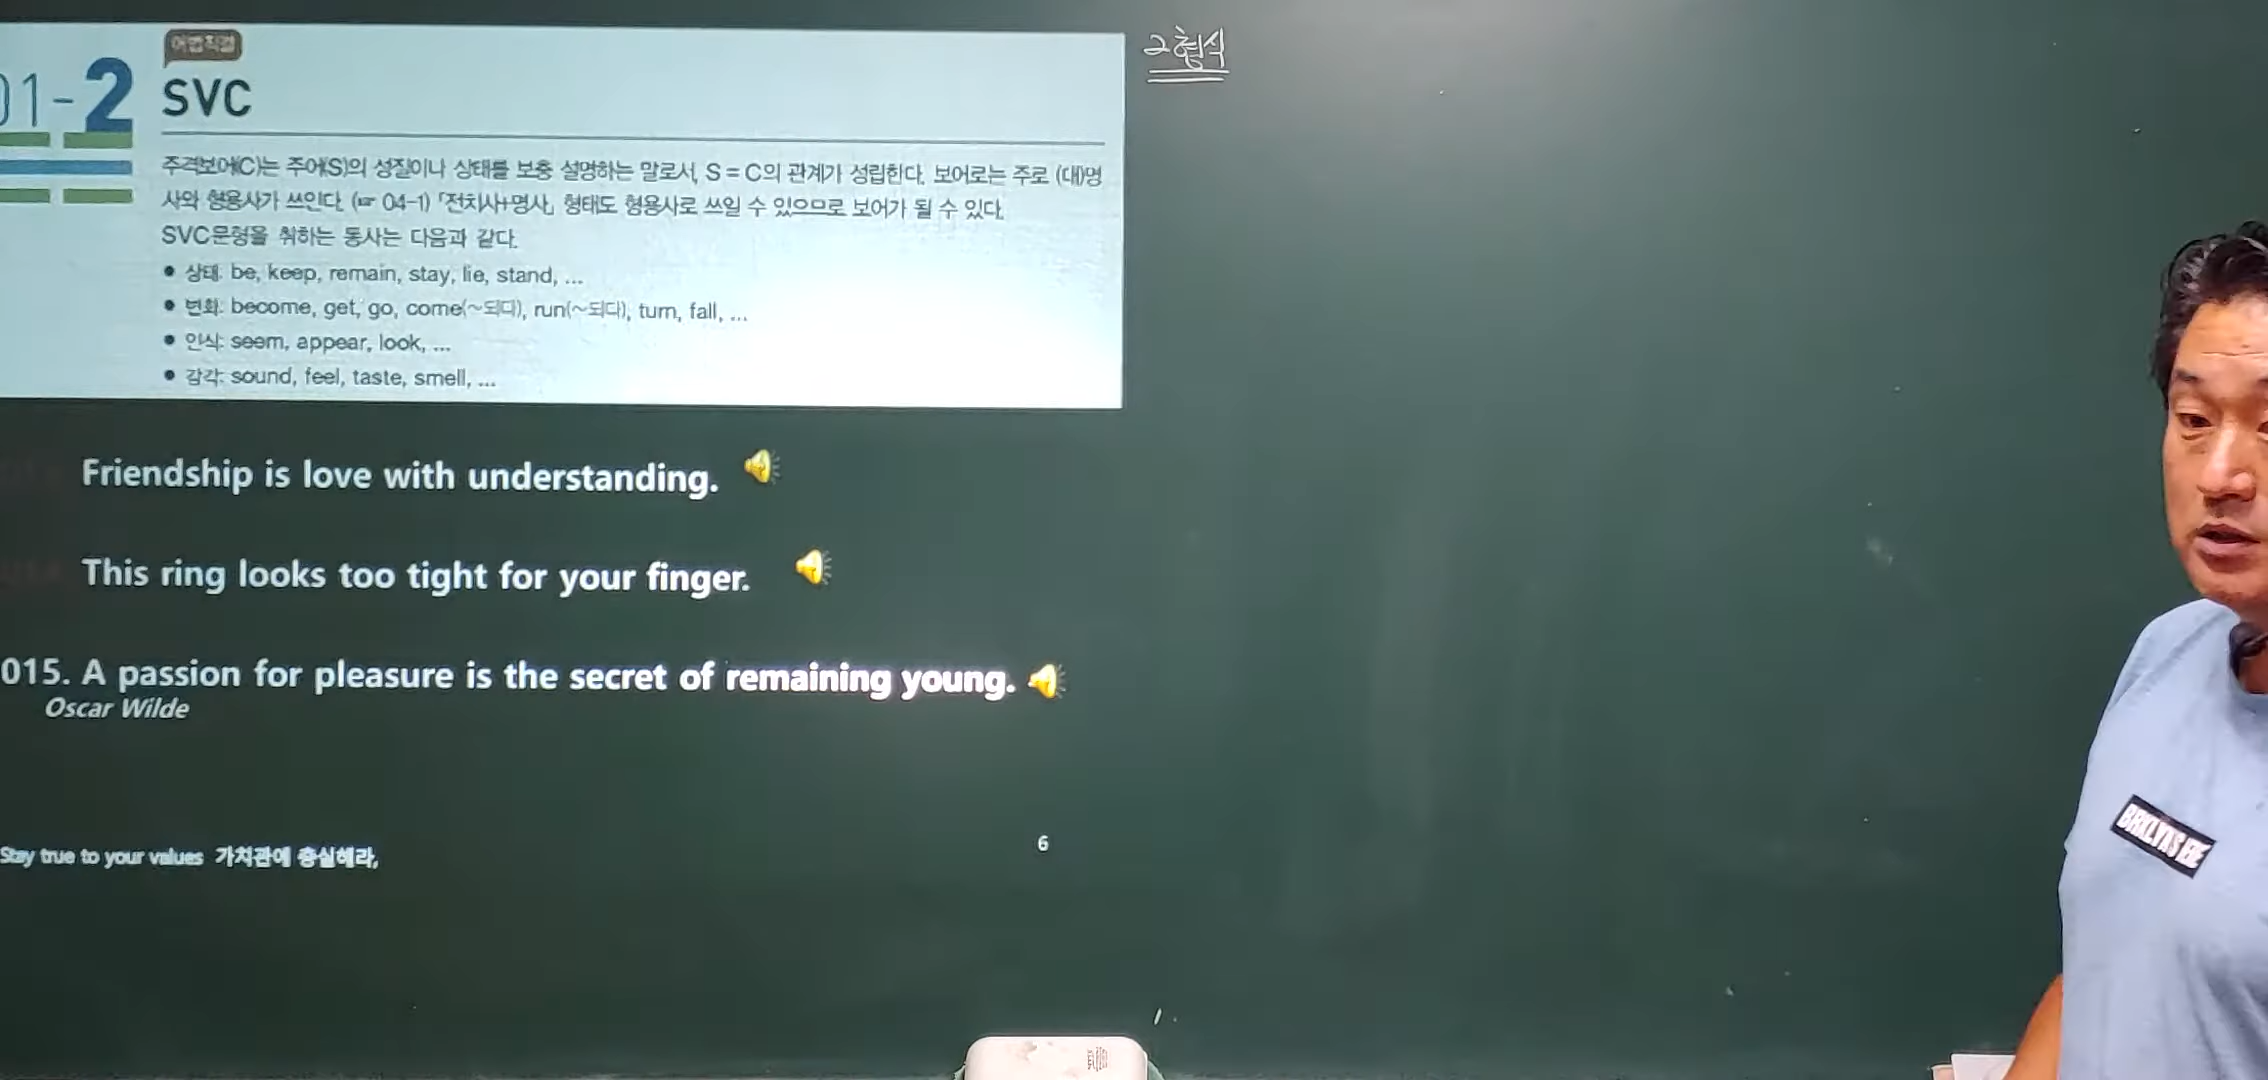 어법직결
01-2 SVC
2형식
주격보어(C)는 주어(S)의 성질이나 상태를 보충 설명하는 말로서, S = C의 관계가 성립한다. 보어로는 주로 (대)명
사와 형용사가 쓰인다. (☞ 04-1) 「전치사+명사」 형태도 형용사로 쓰일 수 있으므로 보어가 될 수 있다.
SVC문형을 취하는 동사는 다음과 같다.
• 상태: be, keep, remain, stay, lie, stand, ...
• 변화: become, get, go, come(~되다), run(~되다), turn, fall, ...
• 인식: seem, appear, look, ...
• 감각: sound, feel, taste, smell, ...
Friendship is love with understanding.
This ring looks too tight for your finger.
015. A passion for pleasure is the secret of remaining young.
Oscar Wilde
6
Stay true to your values 가치관에 충실해라,